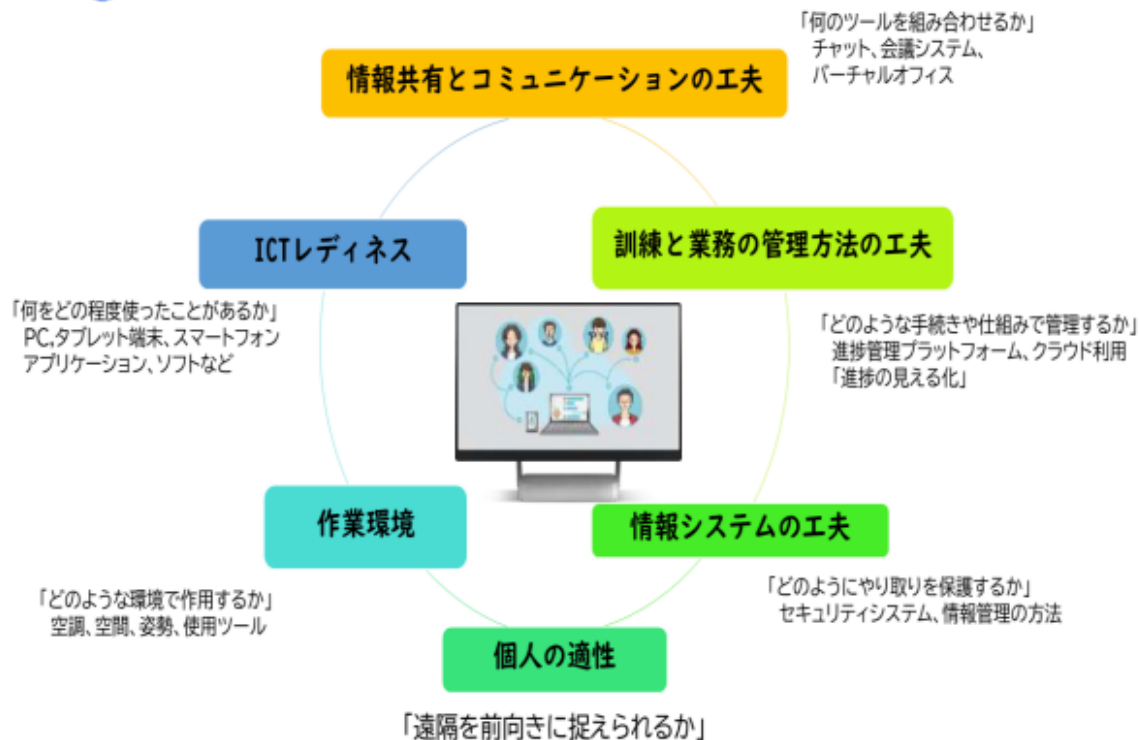 「何のツールを組み合わせるか」
チャット、会議システム、
バーチャルオフィス
情報共有とコミュニケーションの工夫
ICTレディネス
「何をどの程度使ったことがあるか」
PC,タブレット端末、スマートフォン
アプリケーション、ソフトなど
訓練と業務の管理方法の工夫
「どのような手続きや仕組みで管理するか」
進捗管理プラットフォーム、クラウド利用
「進捗の見える化」
作業環境
「どのような環境で作用するか」
空調、空間、姿勢、使用ツール
情報システムの工夫
「どのようにやり取りを保護するか」
セキュリティシステム、情報管理の方法
個人の適性
「遠隔を前向きに捉えられるか」